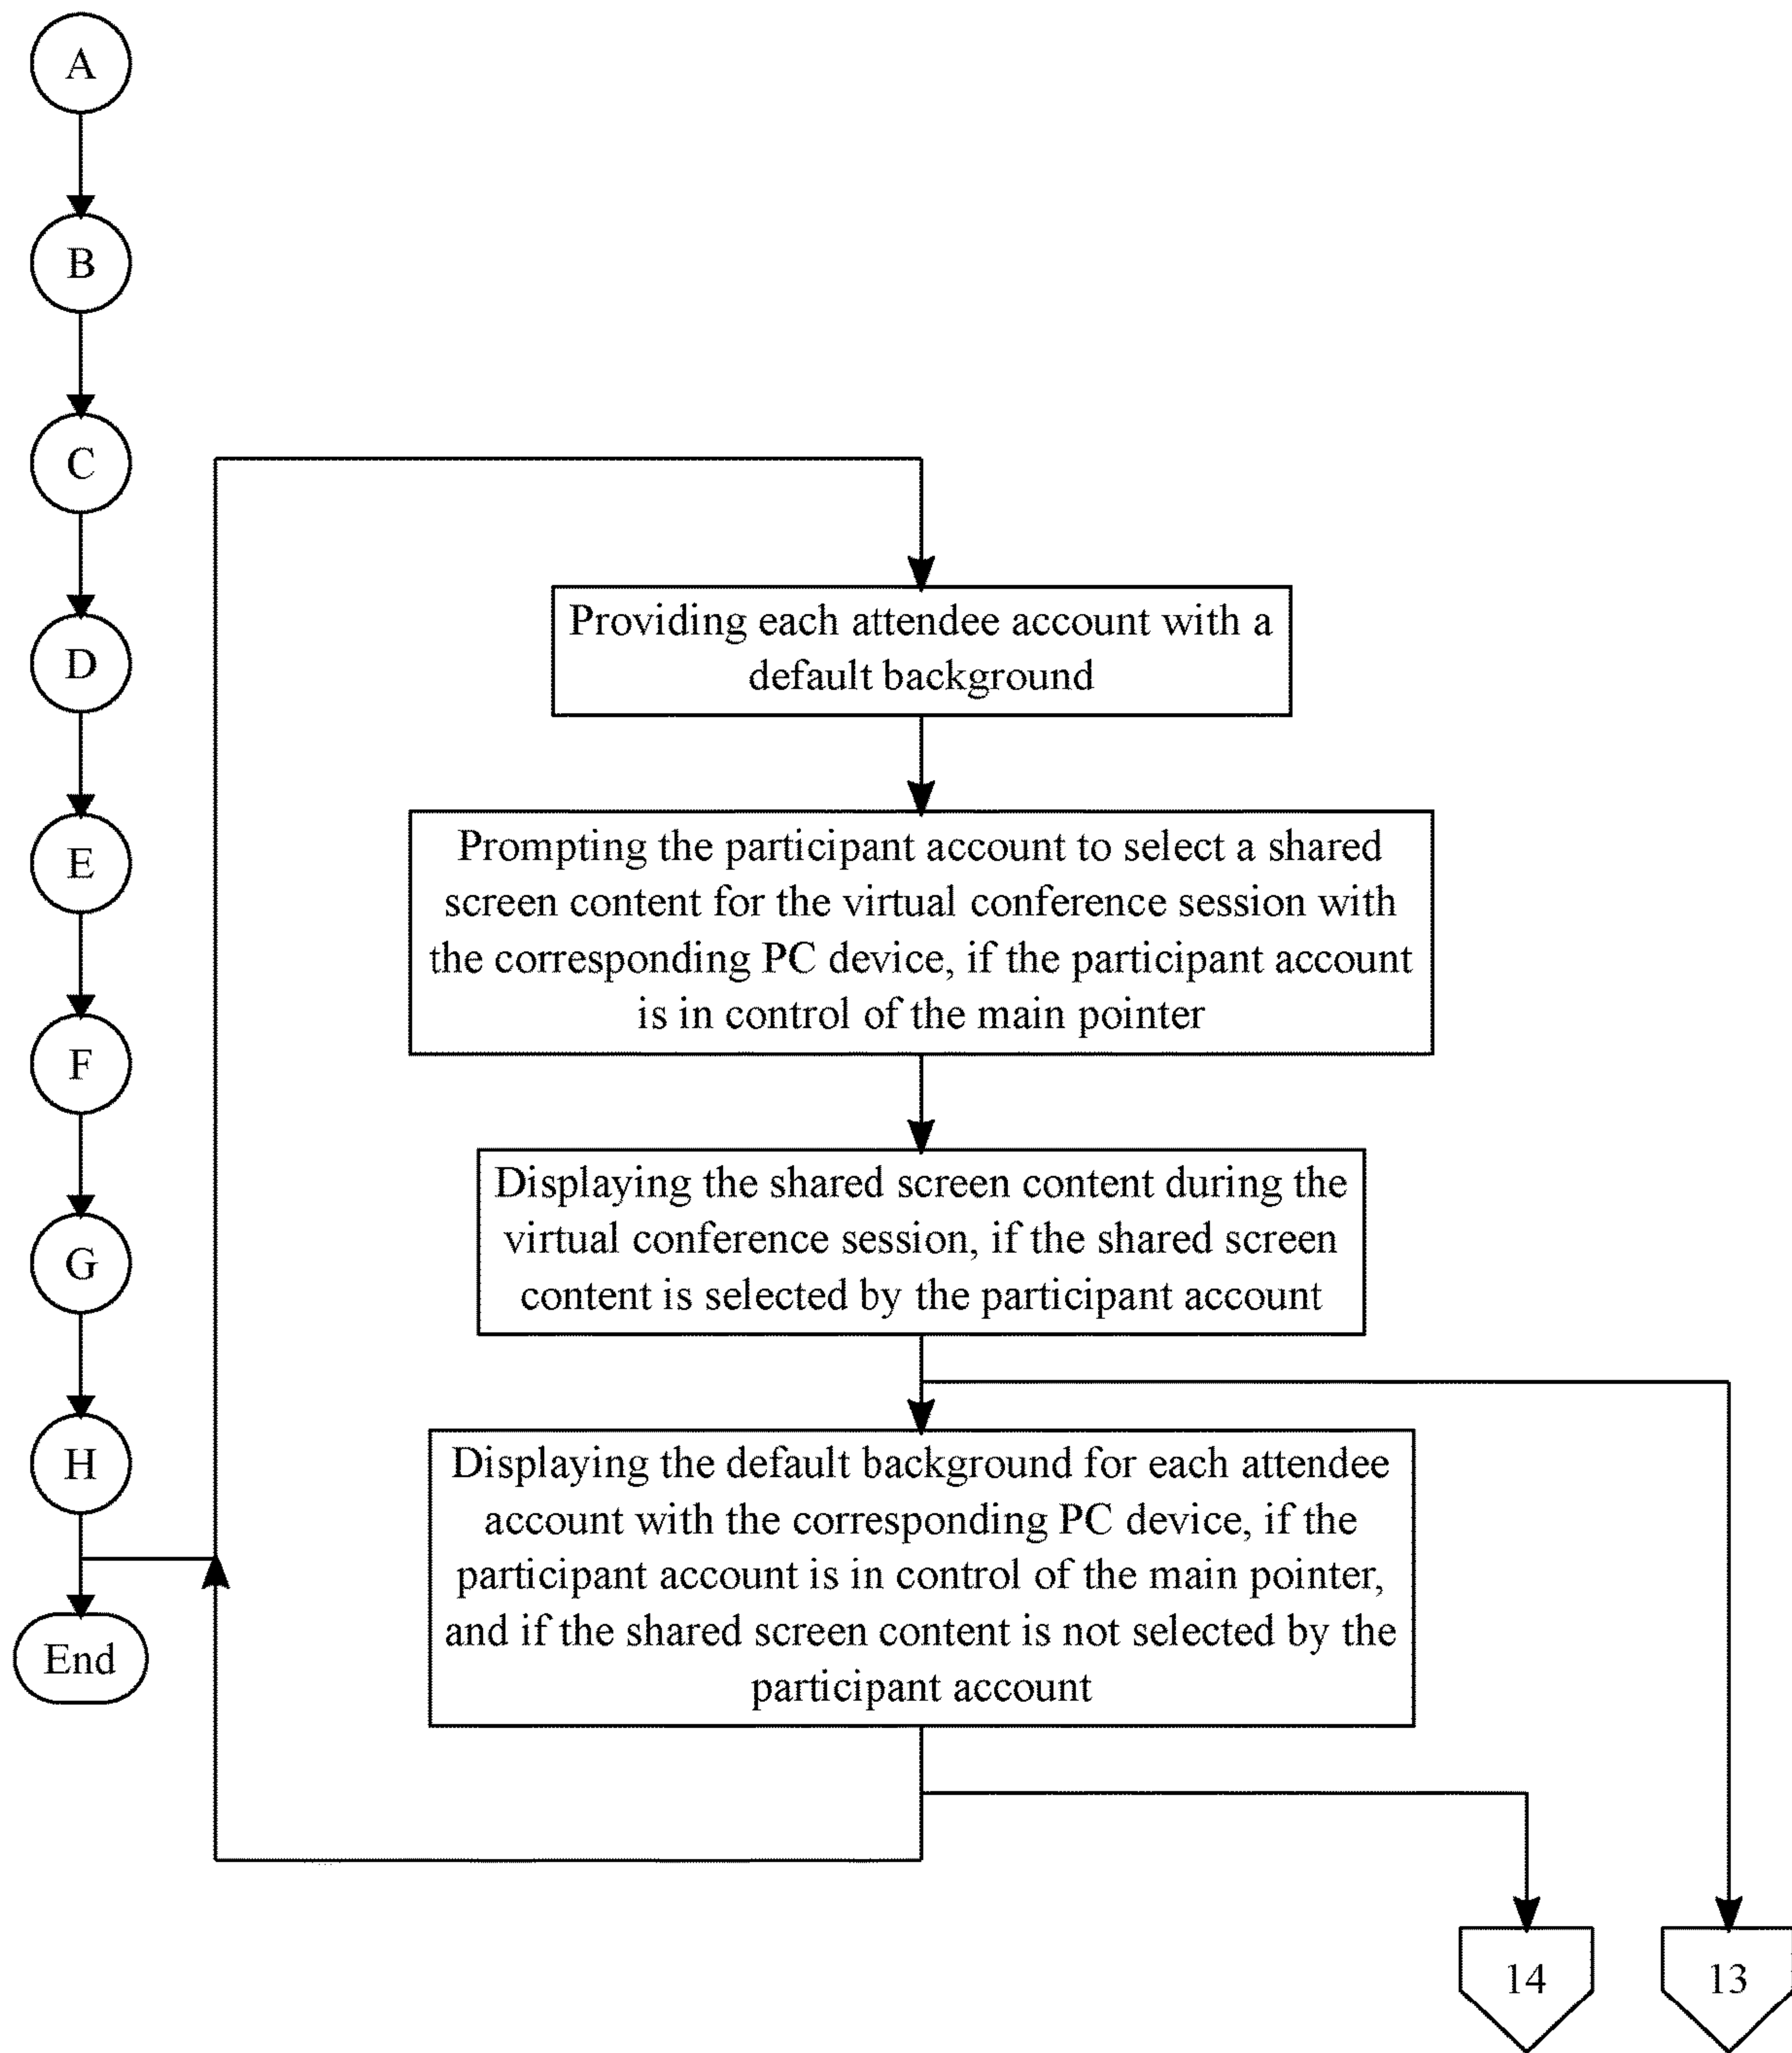 A
B
C
D
E
F
G
H
End
Providing each attendee account with a
default background
Prompting the participant account to select a shared
screen content for the virtual conference session with
the corresponding PC device, if the participant account
is in control of the main pointer
Displaying the shared screen content during the
virtual conference session, if the shared screen
content is selected by the participant account
Displaying the default background for each attendee
account with the corresponding PC device, if the
participant account is in control of the main pointer,
and if the shared screen content is not selected by the
participant account
14
13